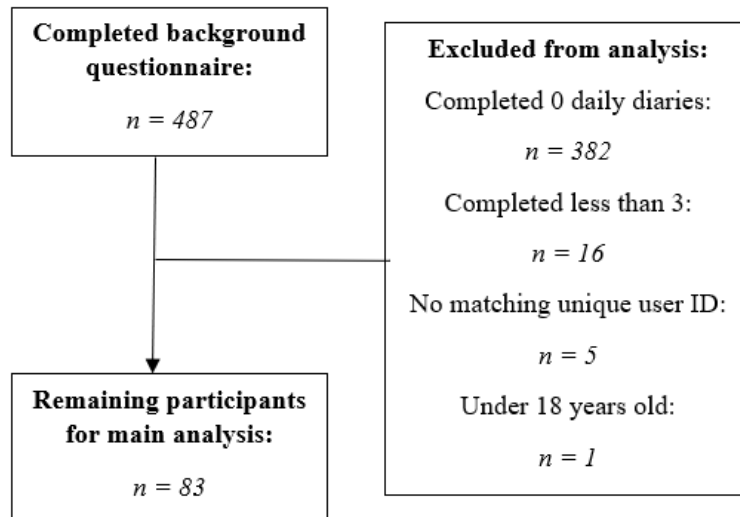 Completed background
questionnaire:
n = 487
Excluded from analysis:
Completed 0 daily diaries:
n = 382
Completed less than 3:
n = 16
No matching unique user ID:
n = 5
Under 18 years old:
n = 1
Remaining participants
for main analysis:
n = 83